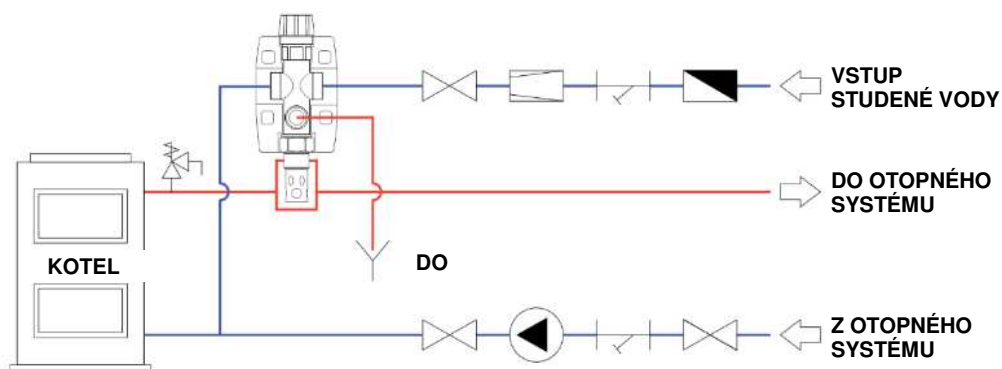 VSTUP
STUDENÉ VODY
DO OTOPNÉHO
SYSTÉMU
KOTEL
DO
Z OTOPNÉHO
SYSTÉMU